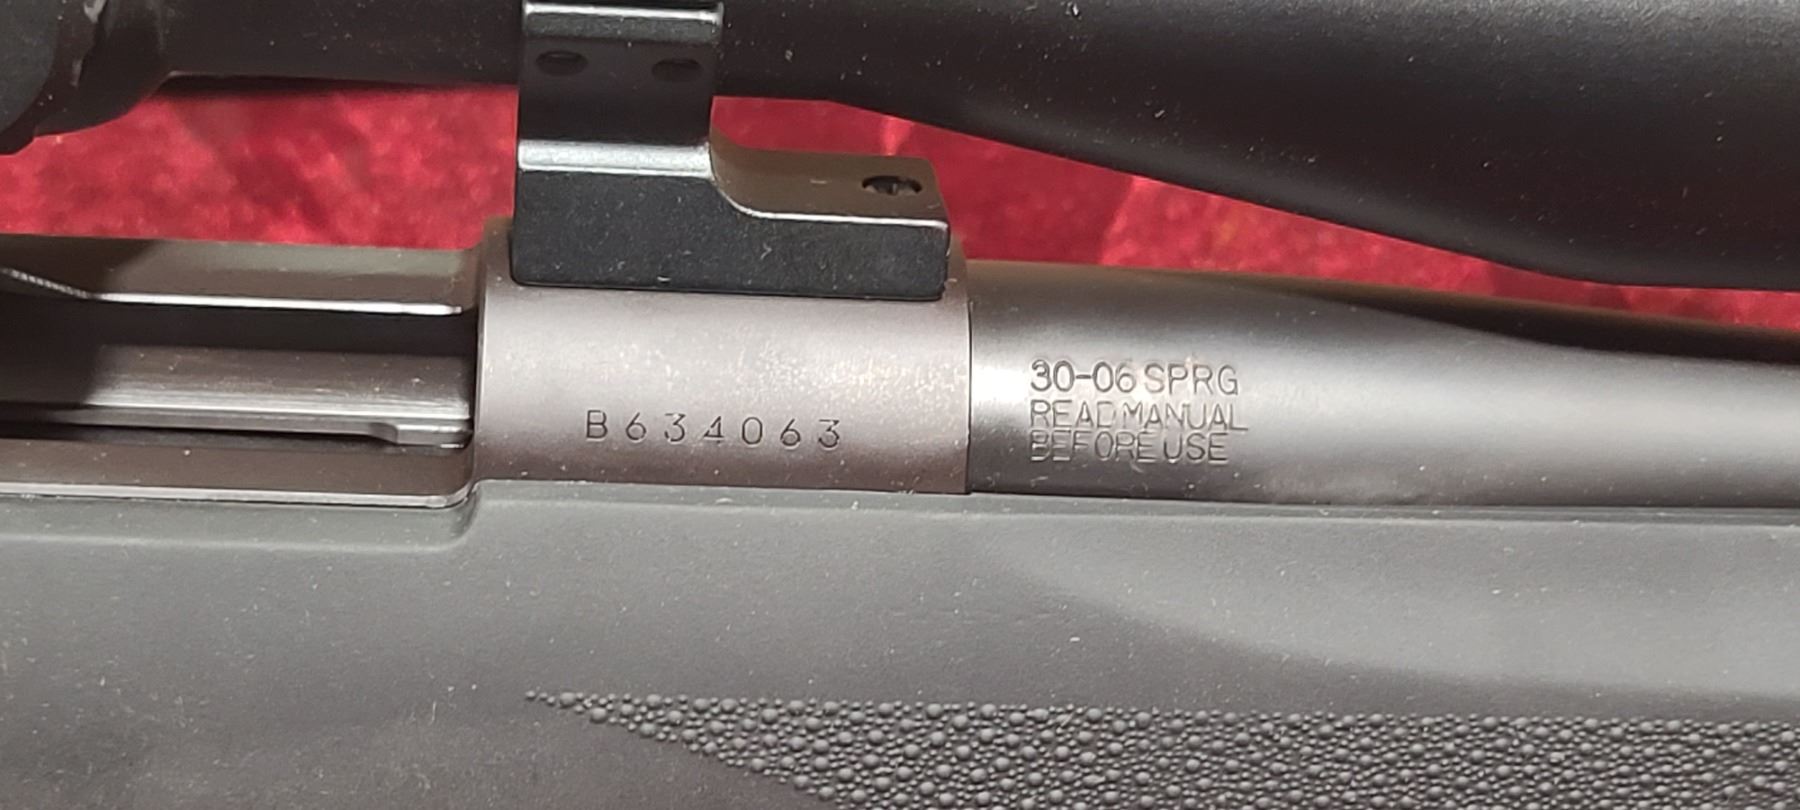 B634063
30-06 SPRG
READ MANUAL
BEFORE USE